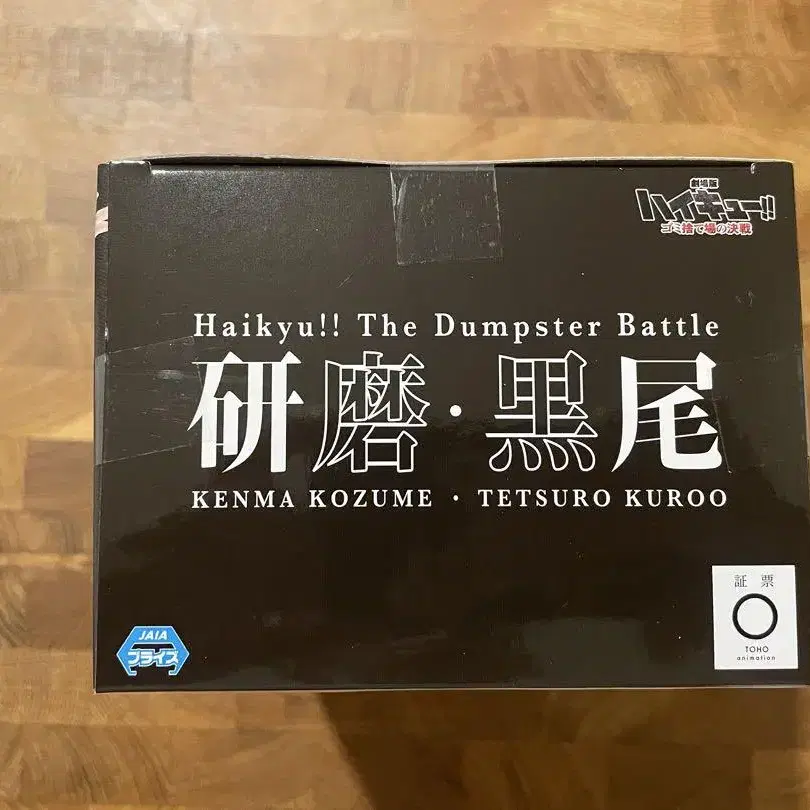 劇場版
ハイキュー!!
ゴミ捨て場の決戦
Haikyu!! The Dumpster Battle
研磨・黒尾
KENMA KOZUME・TETSURO KUROO
証票
TOHO
animation
JAIA
プライズ